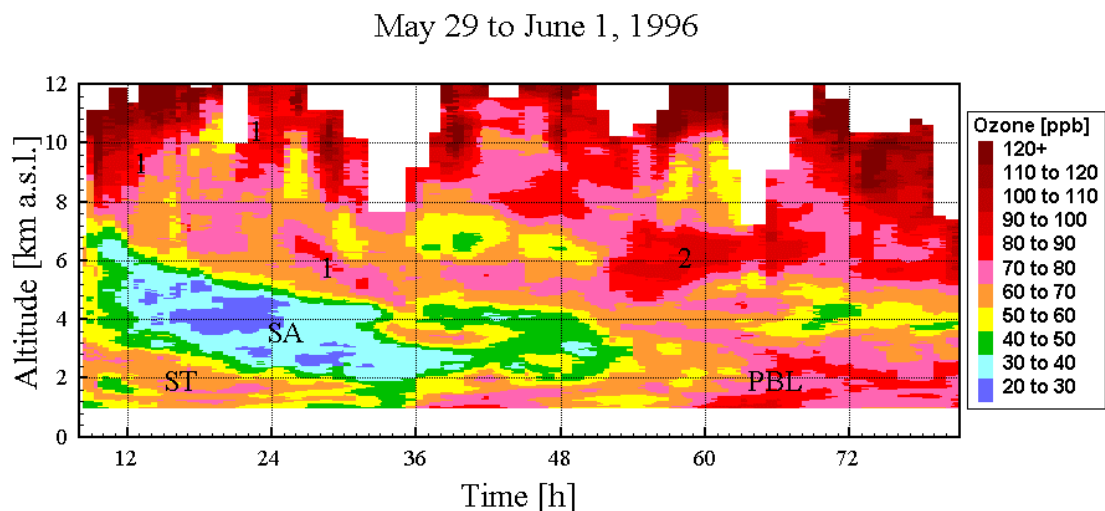 May 29 to June 1, 1996
Altitude [km a.s.l.]
12
10
8
6
4
2
0
1
1
1
2
SA
ST
PBL
12 24 36 48 60 72
Time [h]
Ozone [ppb]
120+
110 to 120
100 to 110
90 to 100
80 to 90
70 to 80
60 to 70
50 to 60
40 to 50
30 to 40
20 to 30